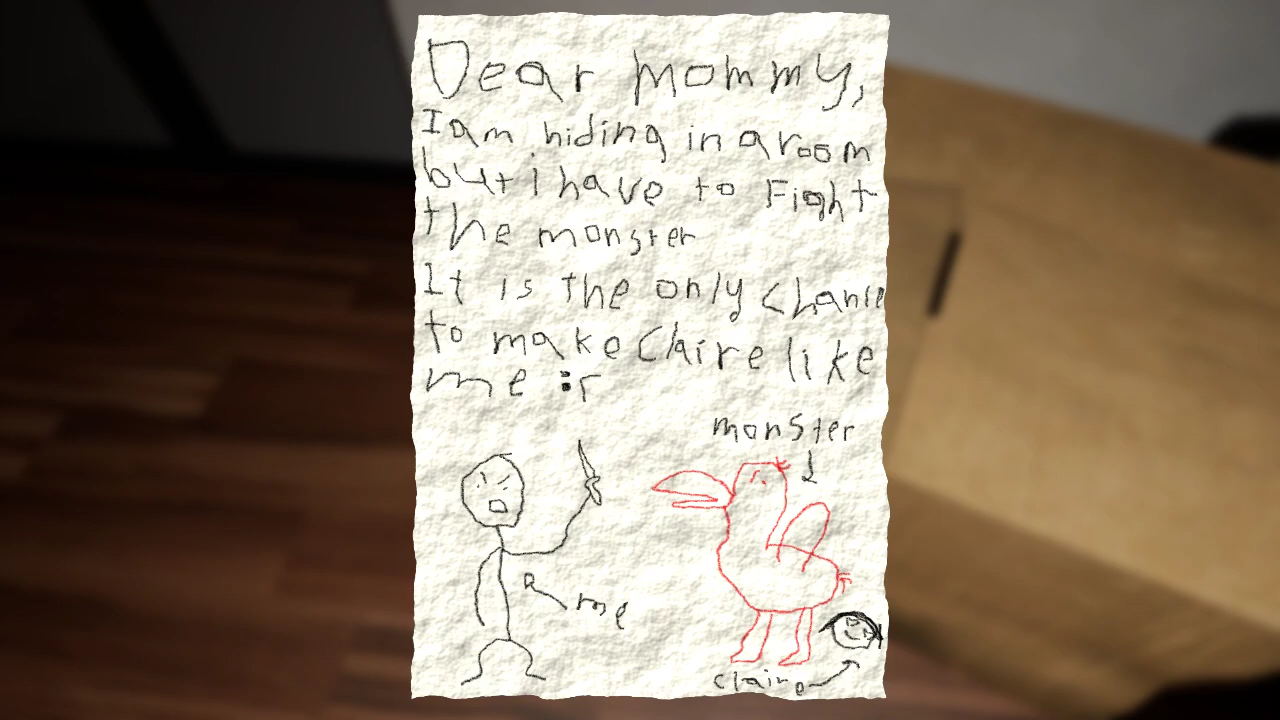 Dear Mommy,
I am hiding in a room
but i have to Fight
the monster
It is the only chance
to make Claire like
me :r
monster
me
Claire